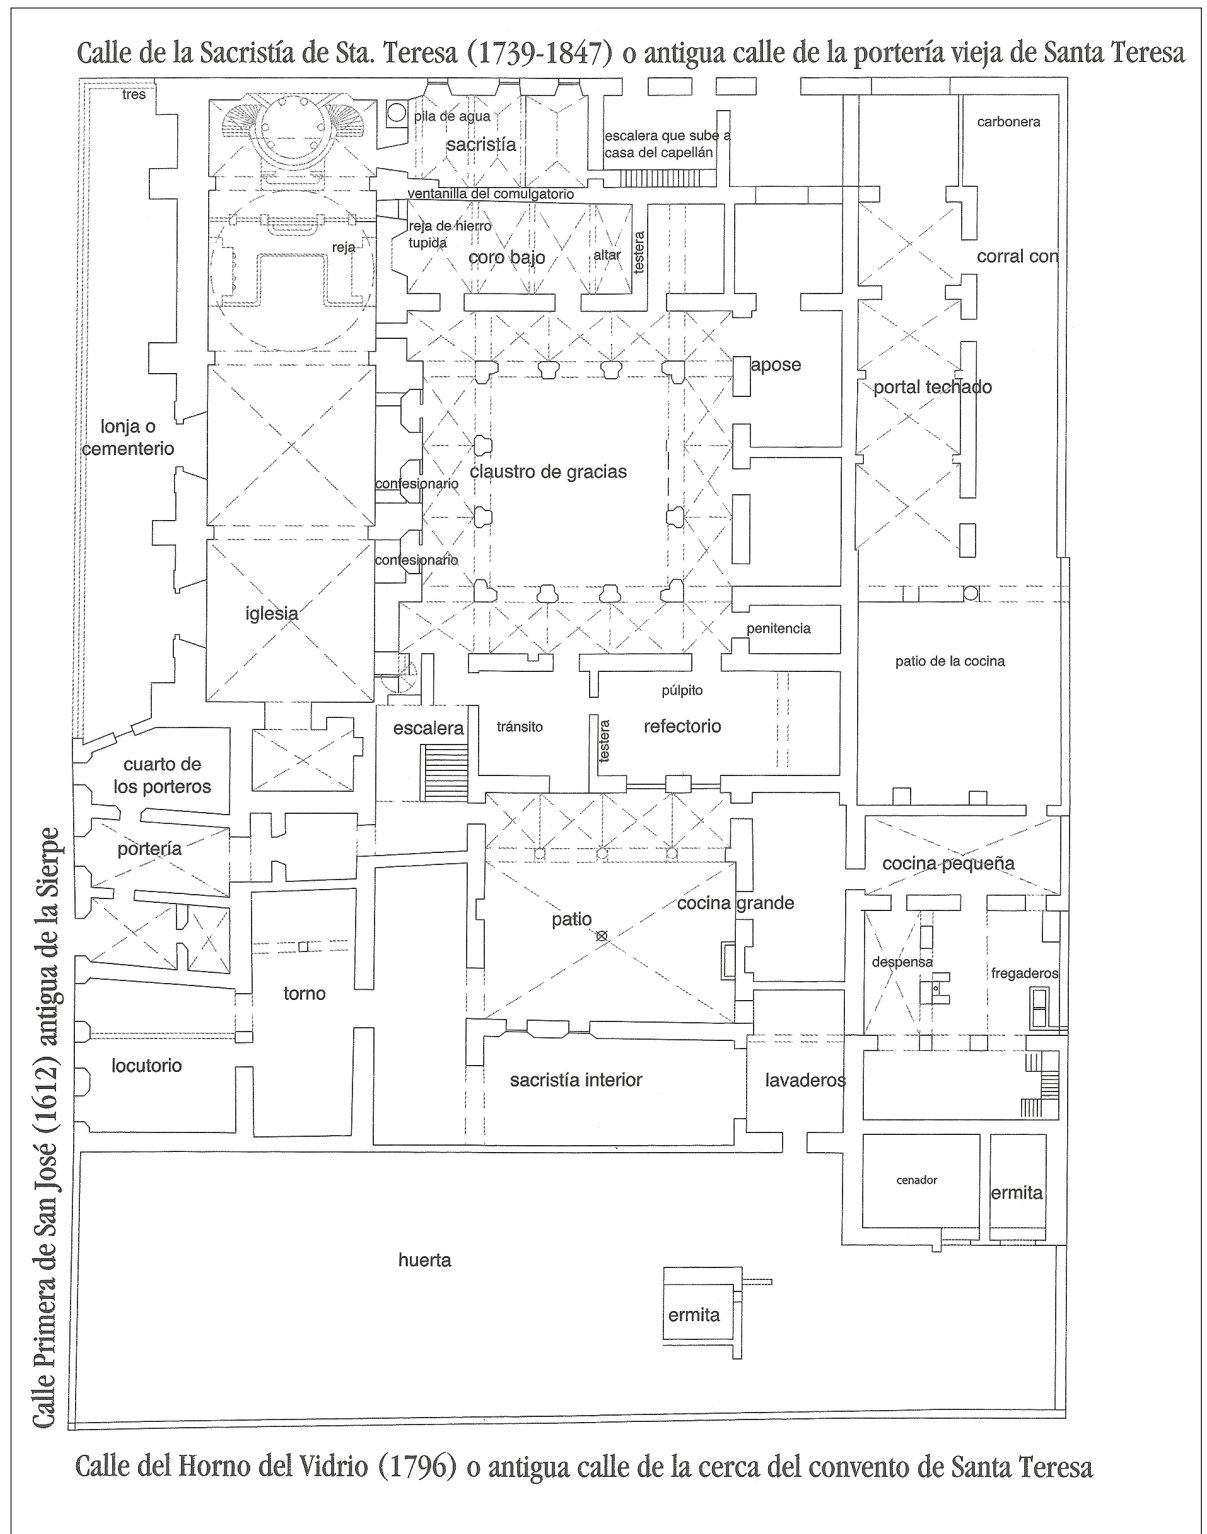 Calle de la Sacristía de Sta. Teresa (1739-1847) o antigua calle de la portería vieja de Santa Teresa
tres
pila de agua
sacristía
escalera que sube a
casa del capellán
carbonera
ventanilla del comulgatorio
reja de hierro
tupida
reja
coro bajo
altar
testera
corral con
apose
portal techado
lonja o
cementerio
claustro de gracias
confesionario
confesionario
iglesia
penitencia
patio de la cocina
púlpito
escalera
tránsito
testera
refectorio
cuarto de
los porteros
portería
cocina pequeña
patio
cocina grande
despensa
fregaderos
torno
locutorio
sacristía interior
lavaderos
cenador
ermita
huerta
ermita
Calle Primera de San José (1612) antigua de la Sierpe
Calle del Horno del Vidrio (1796) o antigua calle de la cerca del convento de Santa Teresa